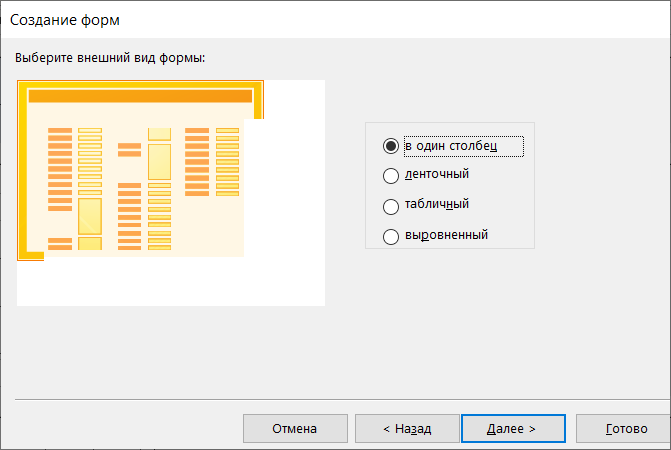 Создание форм
Выберите внешний вид формы:
в один столбец
ленточный
табличный
выровненный
Отмена
< Назад
Далее >
Готово